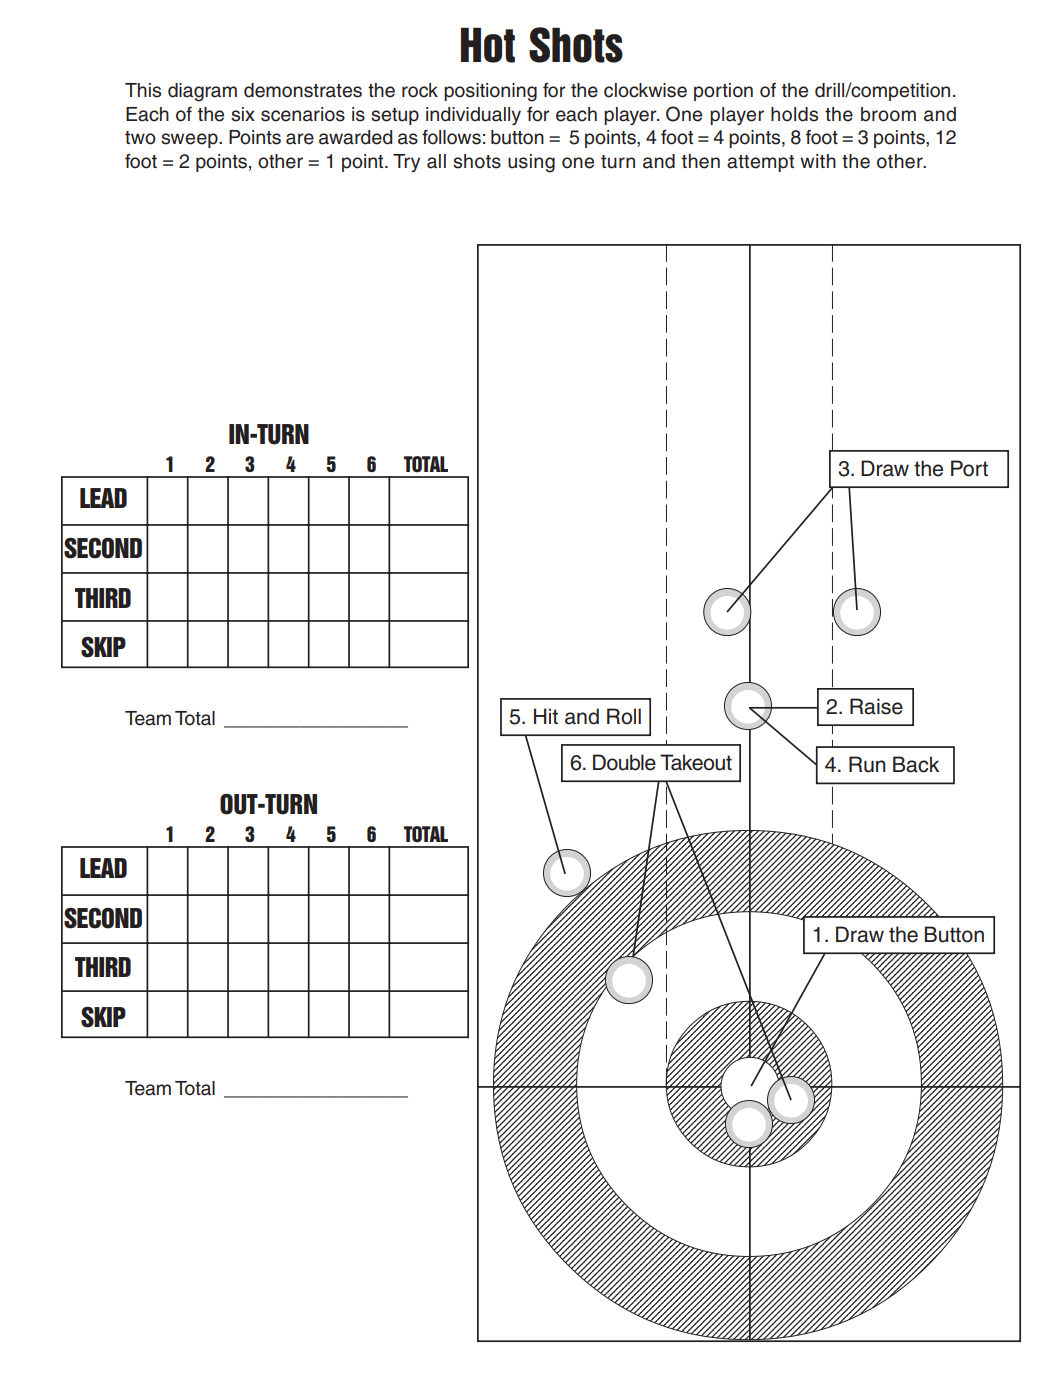 Hot Shots
This diagram demonstrates the rock positioning for the clockwise portion of the drill/competition.
Each of the six scenarios is setup individually for each player. One player holds the broom and
two sweep. Points are awarded as follows: button = 5 points, 4 foot = 4 points, 8 foot = 3 points, 12
foot = 2 points, other = 1 point. Try all shots using one turn and then attempt with the other.
IN-TURN
1 2 3 4 5 6 TOTAL
LEAD
SECOND
THIRD
SKIP
Team Total
OUT-TURN
1 2 3 4 5 6 TOTAL
LEAD
SECOND
THIRD
SKIP
Team Total
3. Draw the Port
2. Raise
5. Hit and Roll
6. Double Takeout
4. Run Back
1. Draw the Button